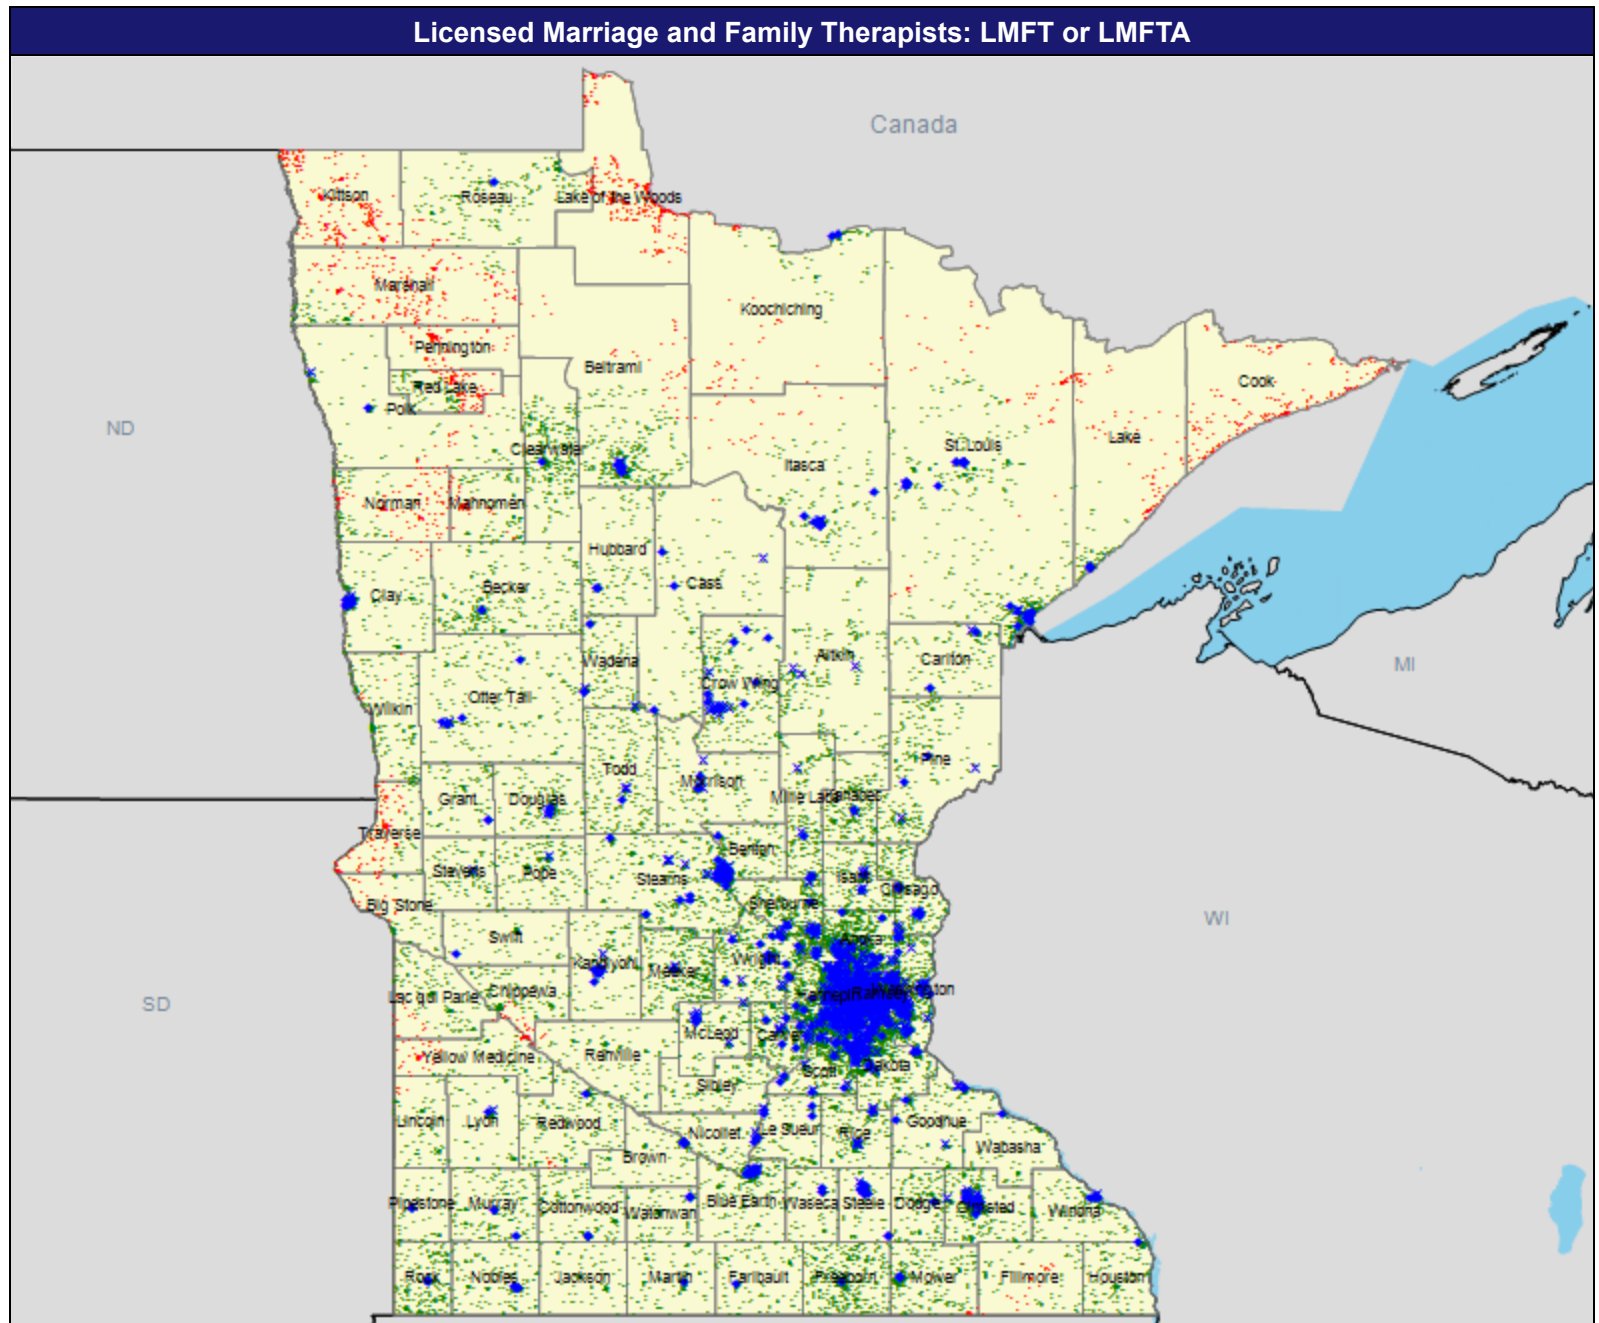 Licensed Marriage and Family Therapists: LMFT or LMFTA
Canada
Kittson
Roseau
Lake of the Woods
Marshall
Koochiching
Pennington
Beltrami
Red Lake
Cook
Polk
ND
Clearwater
St. Louis
Lake
Itasca
Norman
Mahnomen
Hubbard
Clay
Becker
Cass
Wadena
Aitkin
Carlton
MI
Crow Wing
Otter Tail
Wilkin
Pine
Todd
Morrison
Mille Lacs
Kanabec
Grant
Douglas
Traverse
Benton
Stevens
Pope
Stearns
Isanti
Chisago
Big Stone
Sherburne
WI
Swift
Anoka
Kandiyohi
Meeker
Wright
SD
Lac qui Parle
Chippewa
Hennepin
Ramsey
Washington
McLeod
Carver
Yellow Medicine
Renville
Scott
Dakota
Sibley
Lincoln
Lyon
Redwood
Nicollet
Le Sueur
Rice
Goodhue
Wabasha
Brown
Pipestone
Murray
Cottonwood
Watonwan
Blue Earth
Waseca
Steele
Dodge
Olmsted
Winona
Rock
Nobles
Jackson
Martin
Faribault
Freeborn
Mower
Fillmore
Houston